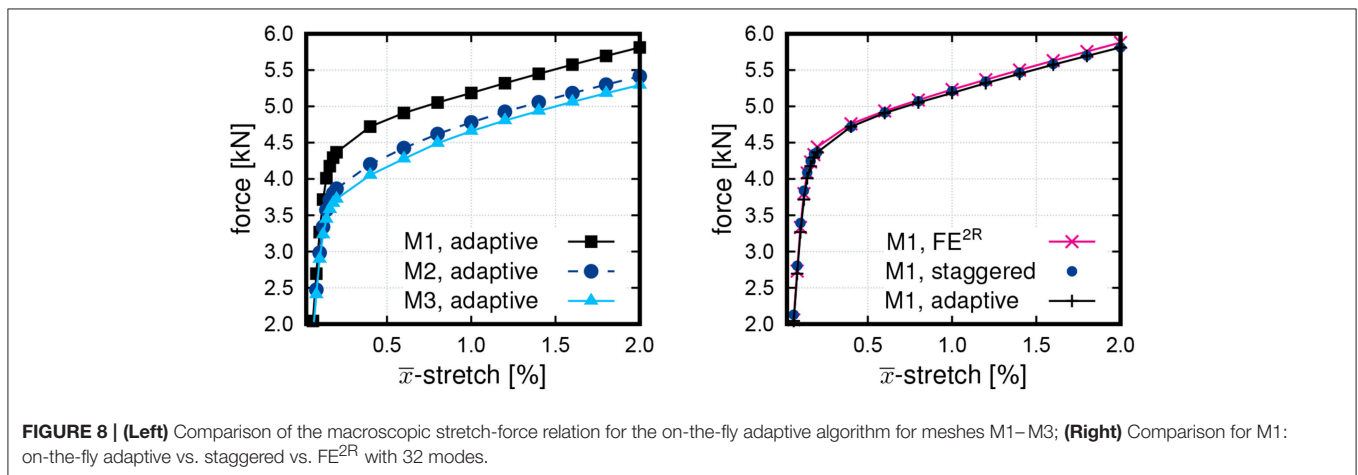 6.0
5.5
5.0
4.5
4.0
3.5
3.0
2.5
2.0
force [kN]
M1, adaptive
M2, adaptive
M3, adaptive
0.5
1.0
1.5
2.0
x̅-stretch [%]
6.0
5.5
5.0
4.5
4.0
3.5
3.0
2.5
2.0
force [kN]
M1, FE²ᴿ
M1, staggered
M1, adaptive
0.5
1.0
1.5
2.0
x̅-stretch [%]
FIGURE 8 | (Left) Comparison of the macroscopic stretch-force relation for the on-the-fly adaptive algorithm for meshes M1–M3; (Right) Comparison for M1:
on-the-fly adaptive vs. staggered vs. FE²ᴿ with 32 modes.